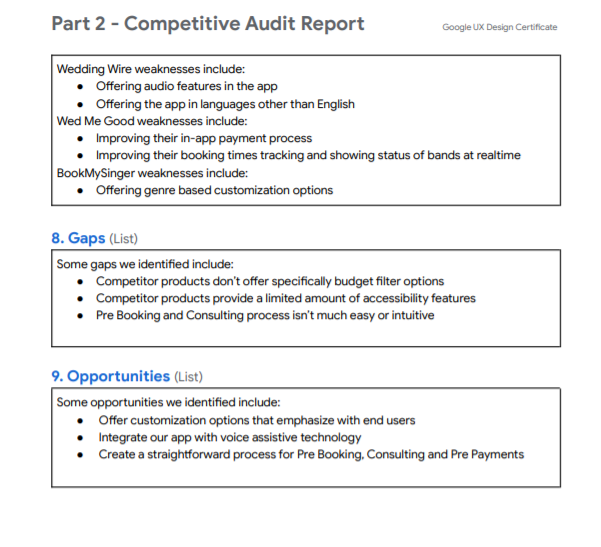 Part 2 - Competitive Audit Report
Google UX Design Certificate
Wedding Wire weaknesses include:
● Offering audio features in the app
● Offering the app in languages other than English
Wed Me Good weaknesses include:
● Improving their in-app payment process
● Improving their booking times tracking and showing status of bands at realtime
BookMySinger weaknesses include:
● Offering genre based customization options
8. Gaps (List)
Some gaps we identified include:
● Competitor products don't offer specifically budget filter options
● Competitor products provide a limited amount of accessibility features
● Pre Booking and Consulting process isn't much easy or intuitive
9. Opportunities (List)
Some opportunities we identified include:
● Offer customization options that emphasize with end users
● Integrate our app with voice assistive technology
● Create a straightforward process for Pre Booking, Consulting and Pre Payments